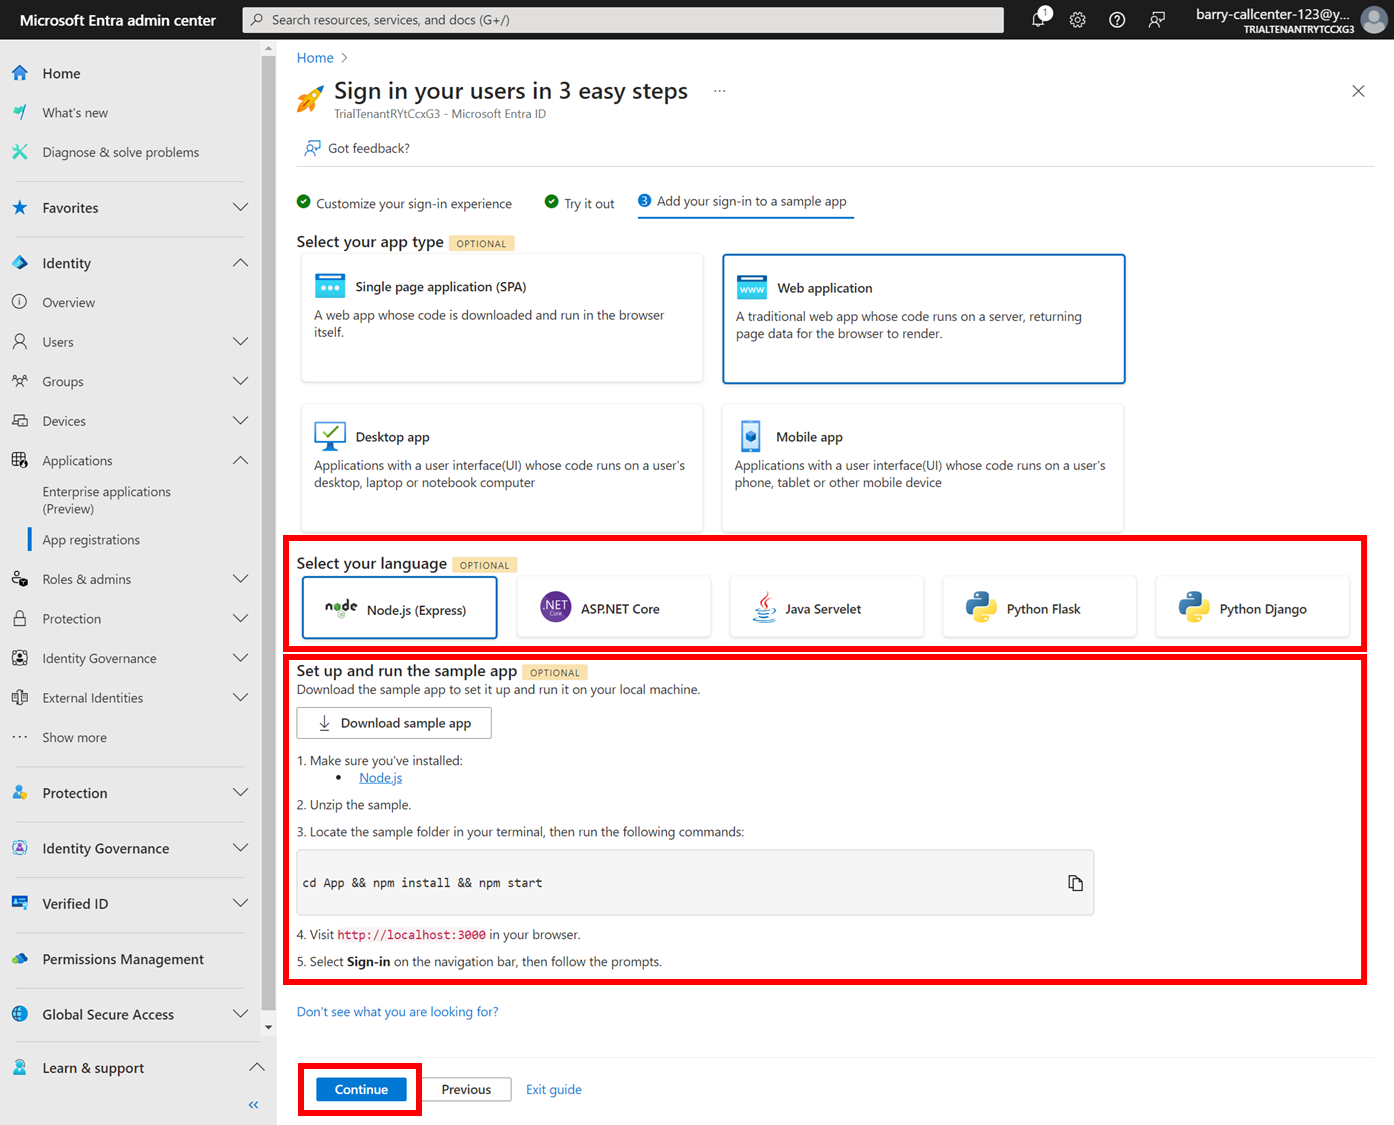 Microsoft Entra admin center
Search resources, services, and docs (G+/)
1
barry-callcenter-123@y...
TRIALTENANTRYTCCXG3
Home
What's new
Diagnose & solve problems
Favorites
Identity
Overview
Users
Groups
Devices
Applications
Enterprise applications
(Preview)
App registrations
Roles & admins
Protection
Identity Governance
External Identities
Show more
Protection
Identity Governance
Verified ID
Permissions Management
Global Secure Access
Learn & support
Home
Sign in your users in 3 easy steps
TrialTenantRYtCcxG3 - Microsoft Entra ID
Got feedback?
Customize your sign-in experience
Try it out
3 Add your sign-in to a sample app
Select your app type OPTIONAL
Single page application (SPA)
A web app whose code is downloaded and run in the browser
itself.
www
Web application
A traditional web app whose code runs on a server, returning
page data for the browser to render.
Desktop app
Applications with a user interface(UI) whose code runs on a user's
desktop, laptop or notebook computer
Mobile app
Applications with a user interface(UI) whose code runs on a user's
phone, tablet or other mobile device
Select your language OPTIONAL
node Node.js (Express)
.NET Core ASP.NET Core
Java Servelet
Python Flask
Python Django
Set up and run the sample app OPTIONAL
Download the sample app to set it up and run it on your local machine.
Download sample app
1. Make sure you've installed:
• Node.js
2. Unzip the sample.
3. Locate the sample folder in your terminal, then run the following commands:
cd App && npm install && npm start
4. Visit http://localhost:3000 in your browser.
5. Select Sign-in on the navigation bar, then follow the prompts.
Don't see what you are looking for?
Continue
Previous
Exit guide